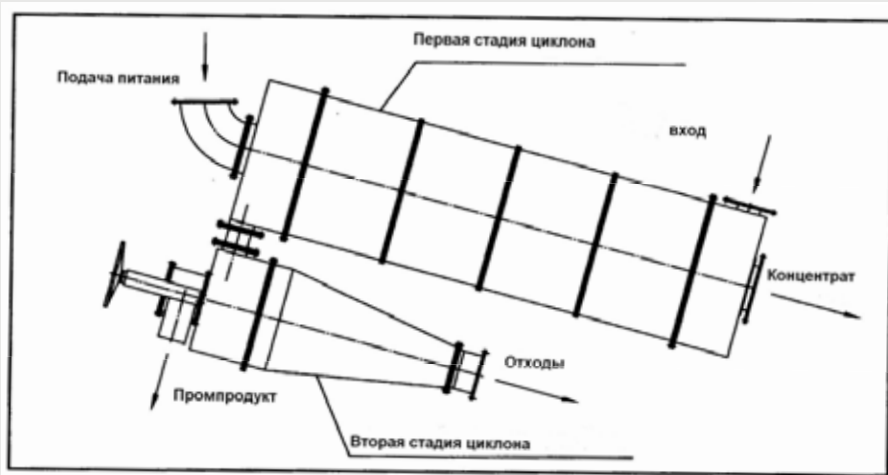 Первая стадия циклона
Подача питания
вход
Концентрат
Отходы
Промпродукт
Вторая стадия циклона